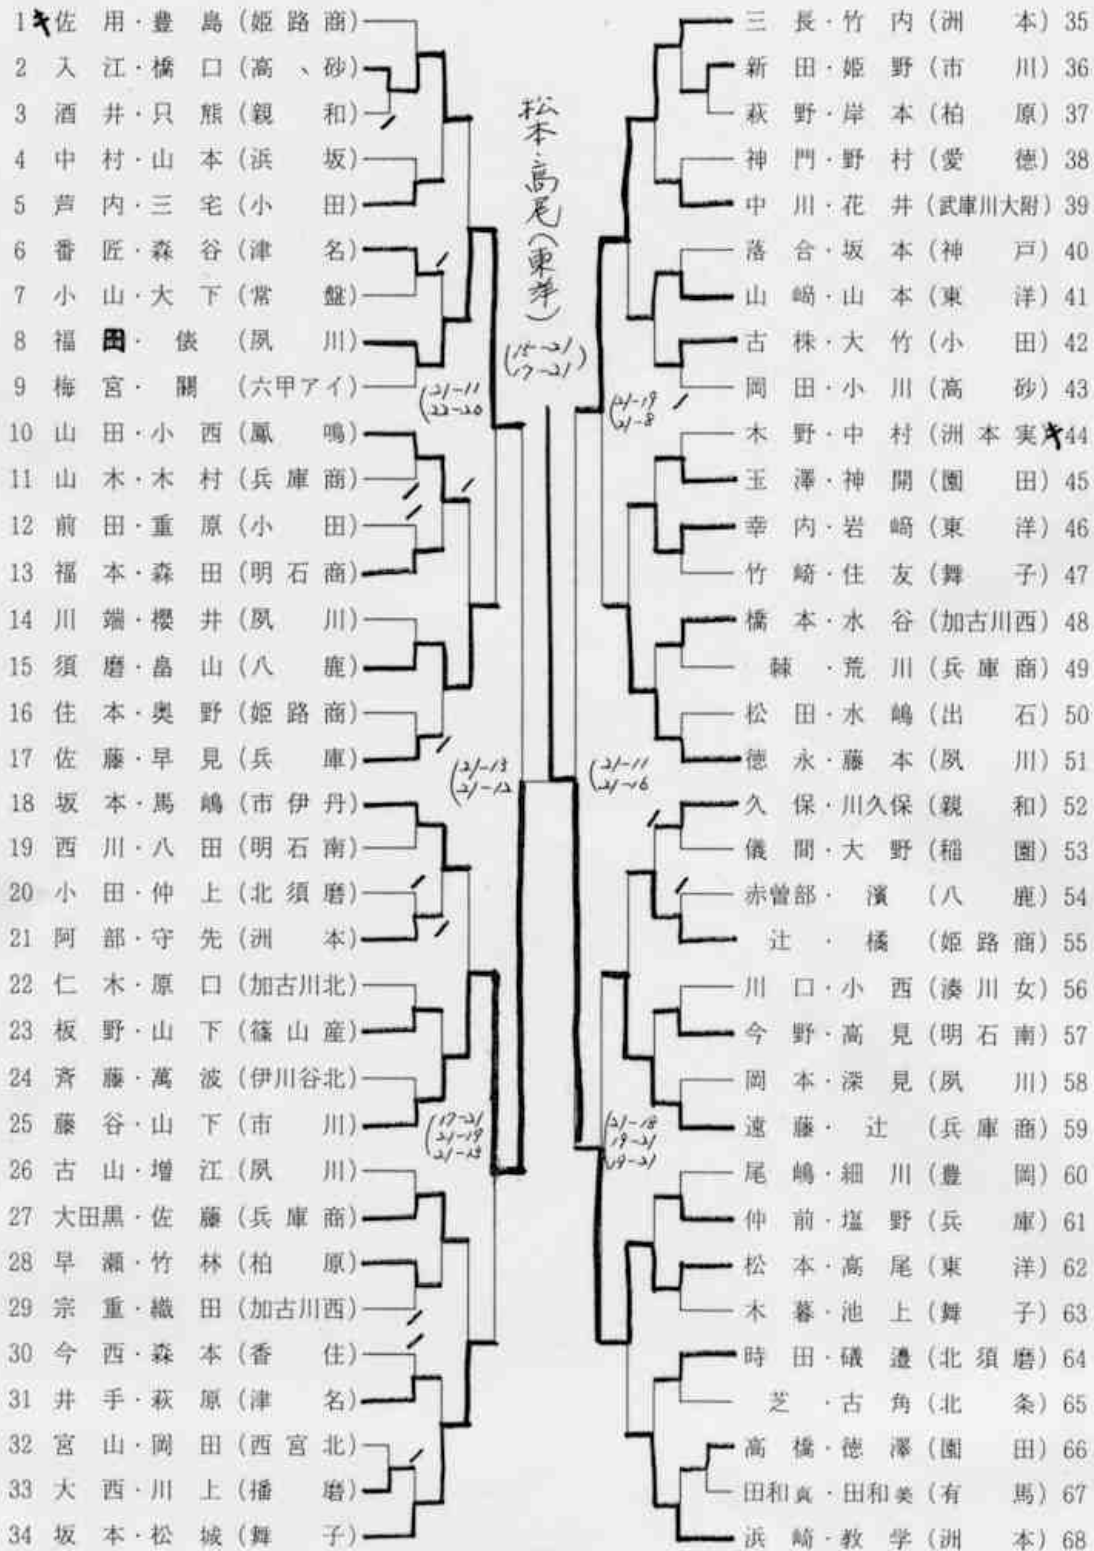 1 佐用・豊島(姫路商)
2 入江・橋口(高、砂)
3 酒井・只熊(親和)
4 中村・山本(浜坂)
5 芦内・三宅(小田)
6 番匠・森谷(津名)
7 小山・大下(常盤)
8 福田・俵(夙川)
9 梅宮・關(六甲アイ)
10 山田・小西(鳳鳴)
11 山木・木村(兵庫商)
12 前田・重原(小田)
13 福本・森田(明石商)
14 川端・櫻井(夙川)
15 須磨・畠山(八鹿)
16 住本・奥野(姫路商)
17 佐藤・早見(兵庫)
18 坂本・馬嶋(市伊丹)
19 西川・八田(明石南)
20 小田・仲上(北須磨)
21 阿部・守先(洲本)
22 仁木・原口(加古川北)
23 板野・山下(篠山産)
24 斉藤・萬波(伊川谷北)
25 藤谷・山下(市川)
26 古山・増江(夙川)
27 大田黒・佐藤(兵庫商)
28 早瀬・竹林(柏原)
29 宗重・織田(加古川西)
30 今西・森本(香住)
31 井手・萩原(津名)
32 宮山・岡田(西宮北)
33 大西・川上(播磨)
34 坂本・松城(舞子)
松本・高尾(東洋)
(15-21
17-21)
(21-11
22-20
(21-19
21-8
(21-13
21-12
(21-11
21-16
(17-21
21-19
21-13
(21-18
19-21
19-21
三長・竹内(洲本)35
新田・姫野(市川)36
萩野・岸本(柏原)37
神門・野村(愛徳)38
中川・花井(武庫川大附)39
落合・坂本(神戸)40
山﨑・山本(東洋)41
古株・大竹(小田)42
岡田・小川(高砂)43
木野・中村(洲本実)44
玉澤・神開(園田)45
幸内・岩﨑(東洋)46
竹崎・住友(舞子)47
橋本・水谷(加古川西)48
棘・荒川(兵庫商)49
松田・水嶋(出石)50
徳永・藤本(夙川)51
久保・川久保(親和)52
儀間・大野(稲園)53
赤曽部・濱(八鹿)54
辻・橘(姫路商)55
川口・小西(湊川女)56
今野・高見(明石南)57
岡本・深見(夙川)58
遠藤・辻(兵庫商)59
尾嶋・細川(豊岡)60
仲前・塩野(兵庫)61
松本・高尾(東洋)62
木暮・池上(舞子)63
時田・礒邉(北須磨)64
芝・古角(北条)65
高橋・徳澤(園田)66
田和真・田和美(有馬)67
浜崎・教学(洲本)68